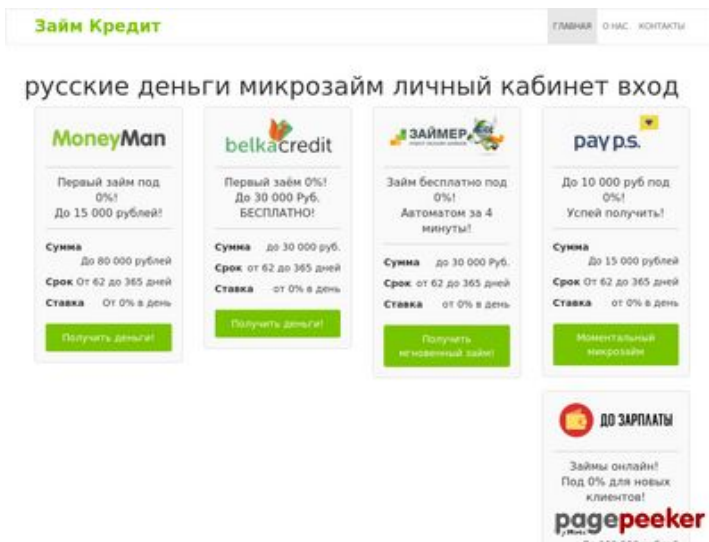 Займ Кредит
ГЛАВНАЯ О НАС КОНТАКТЫ
русские деньги микрозайм личный кабинет вход
MoneyMan
Первый займ под
0%!
До 15 000 рублей!
Сумма
До 80 000 рублей
Срок От 62 до 365 дней
Ставка От 0% в день
Получить деньги!
belkacredit
Первый заём 0%!
До 30 000 Руб.
БЕСПЛАТНО!
Сумма до 30 000 руб.
Срок от 62 до 365 дней
Ставка от 0% в день
Получить деньги!
ЗАЙМЕР
Займ бесплатно под
0%!
Автоматом за 4
минуты!
Сумма до 30 000 Руб.
Срок от 62 до 365 дней
Ставка от 0% в день
Получить
мгновенный займ!
pay p.s.
До 10 000 руб под
0%!
Успей получить!
Сумма
До 15 000 рублей
Срок От 62 до 365 дней
Ставка от 0% в день
Моментальный
микрозайм
ДО ЗАРПЛАТЫ
Займы онлайн!
Под 0% для новых
клиентов!
pagepeeker